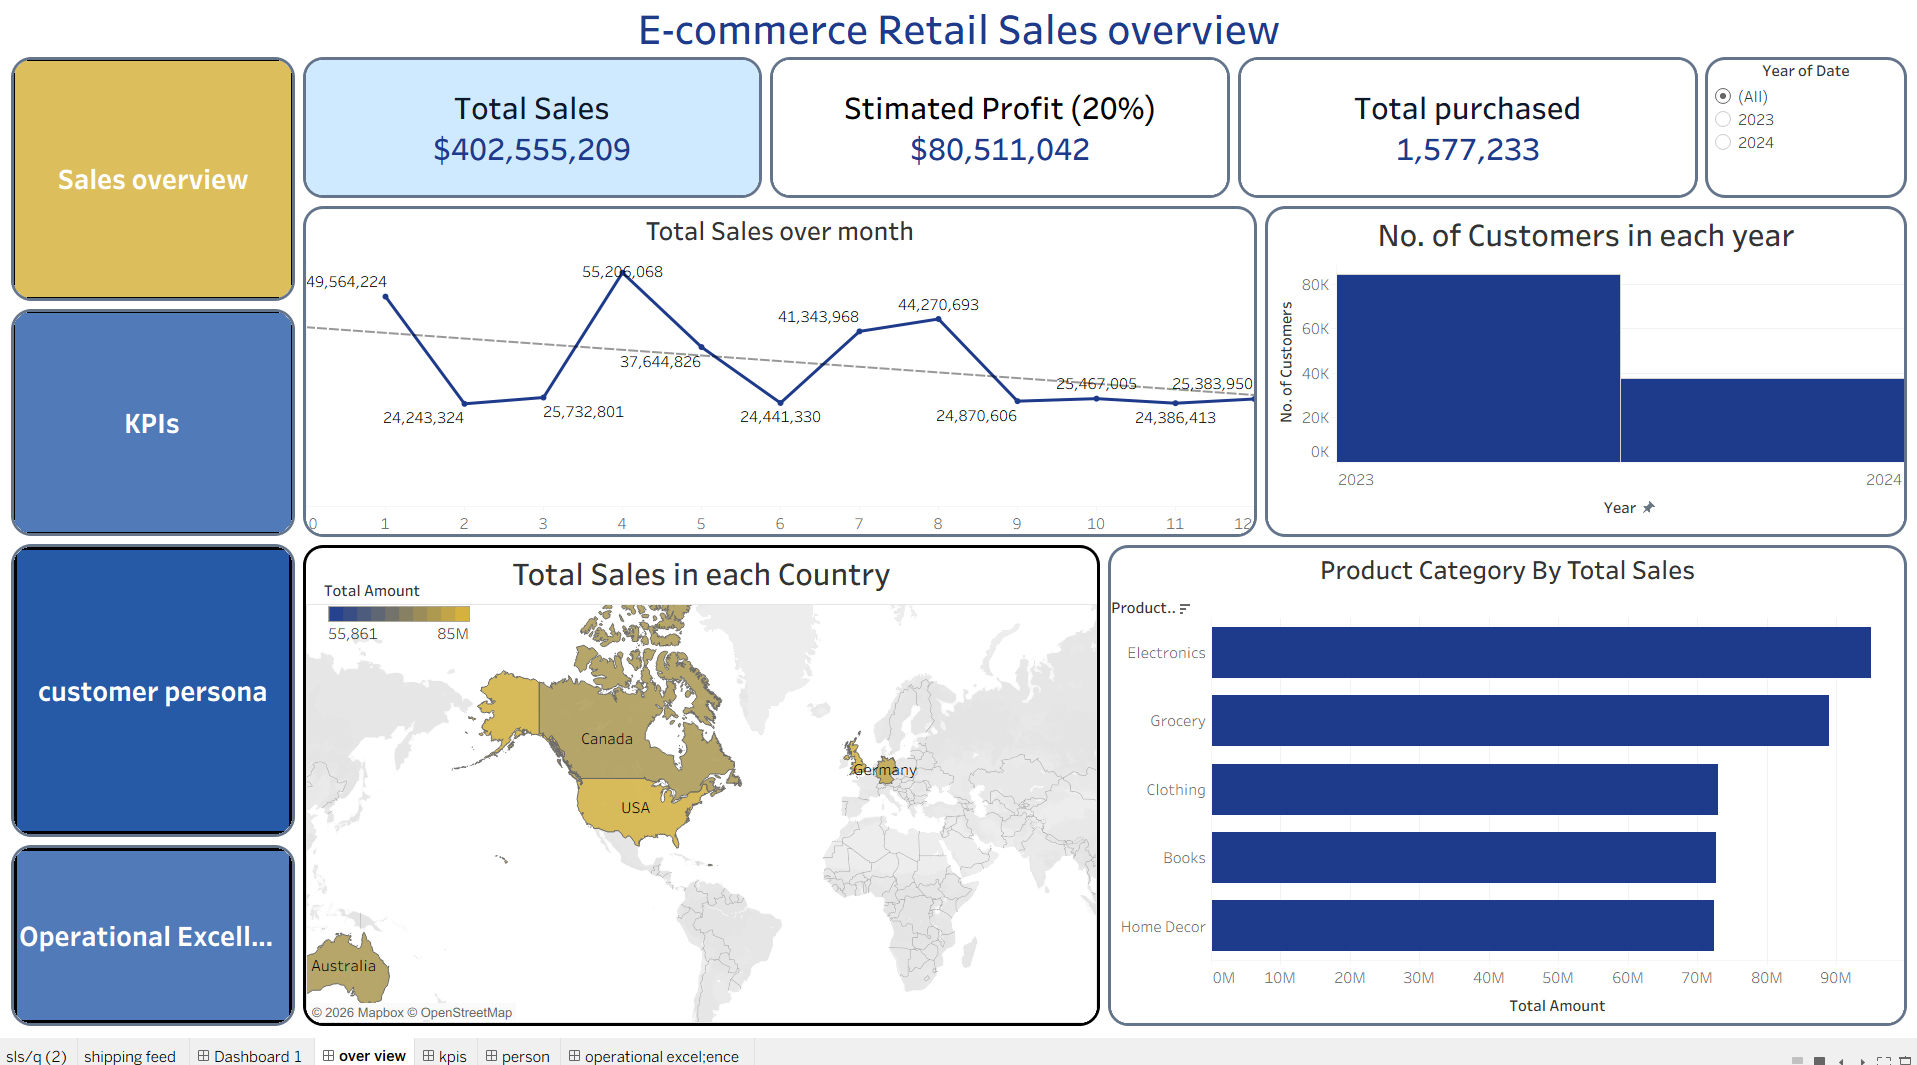 E-commerce Retail Sales overview
Sales overview
KPIs
customer persona
Operational Excell...
Total Sales
$402,555,209
Stimated Profit (20%)
$80,511,042
Total purchased
1,577,233
Year of Date
(All)
2023
2024
Total Sales over month
49,564,224
24,243,324
25,732,801
55,206,068
37,644,826
24,441,330
41,343,968
44,270,693
24,870,606
25,467,005
24,386,413
25,383,950
0 1 2 3 4 5 6 7 8 9 10 11 12
No. of Customers in each year
No. of Customers
80K
60K
40K
20K
0K
2023 2024
Year
Total Sales in each Country
Total Amount
55,861 85M
Canada
USA
Germany
Australia
© 2026 Mapbox © OpenStreetMap
Product Category By Total Sales
Product..
Electronics
Grocery
Clothing
Books
Home Decor
0M 10M 20M 30M 40M 50M 60M 70M 80M 90M
Total Amount
sls/q (2) shipping feed Dashboard 1 over view kpis person operational excel;ence